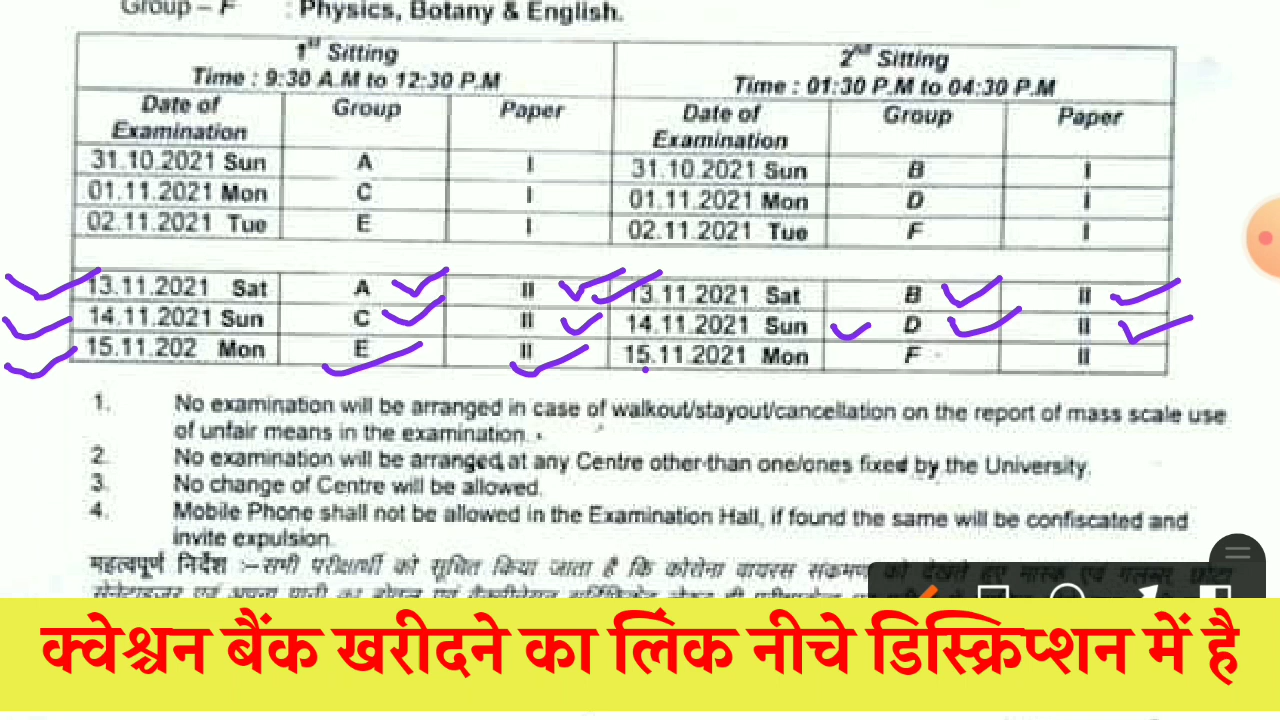 Group – F : Physics, Botany & English.
1st Sitting
Time : 9:30 A.M to 12:30 P.M
2nd Sitting
Time : 01:30 P.M to 04:30 P.M
Date of Examination Group Paper Date of Examination Group Paper
31.10.2021 Sun A I 31.10.2021 Sun B I
01.11.2021 Mon C I 01.11.2021 Mon D I
02.11.2021 Tue E I 02.11.2021 Tue F I
13.11.2021 Sat A II 13.11.2021 Sat B II
14.11.2021 Sun C II 14.11.2021 Sun D II
15.11.202 Mon E II 15.11.2021 Mon F II
1. No examination will be arranged in case of walkout/stayout/cancellation on the report of mass scale use
of unfair means in the examination.
2. No examination will be arranged at any Centre other than one/ones fixed by the University.
3. No change of Centre will be allowed.
4. Mobile Phone shall not be allowed in the Examination Hall, if found the same will be confiscated and
invite expulsion.
महत्वपूर्ण निर्देश :– सभी परीक्षार्थी को सूचित किया जाता है कि कोरोना वायरस संक्रमण को देखते हुए मास्क एवं
क्वेश्चन बैंक खरीदने का लिंक नीचे डिस्क्रिप्शन में है